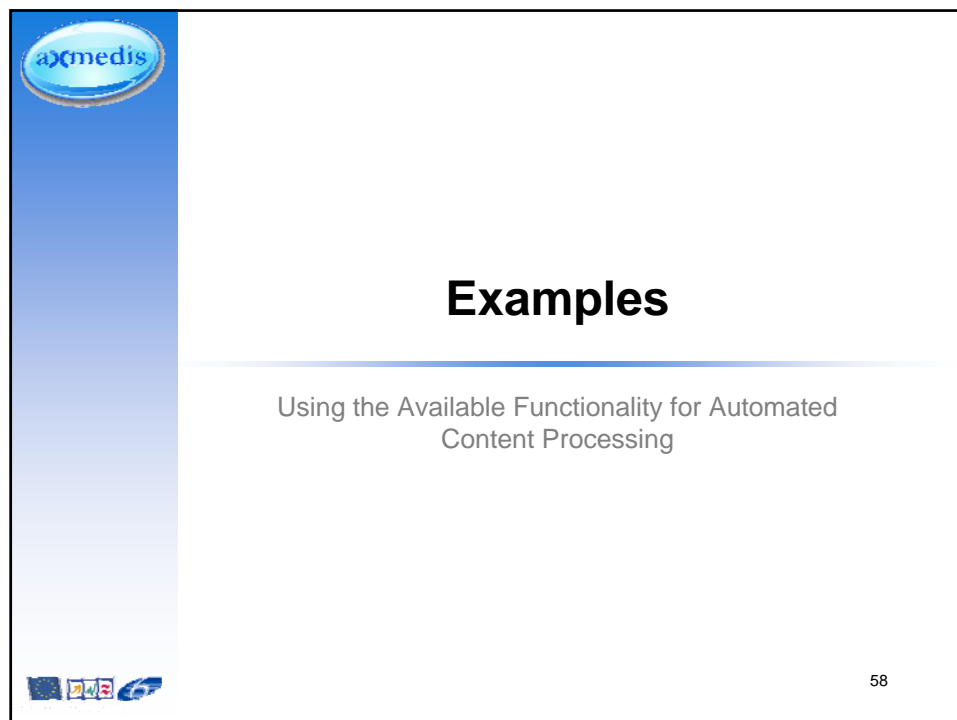 axmedis
Examples
Using the Available Functionality for Automated
Content Processing
58